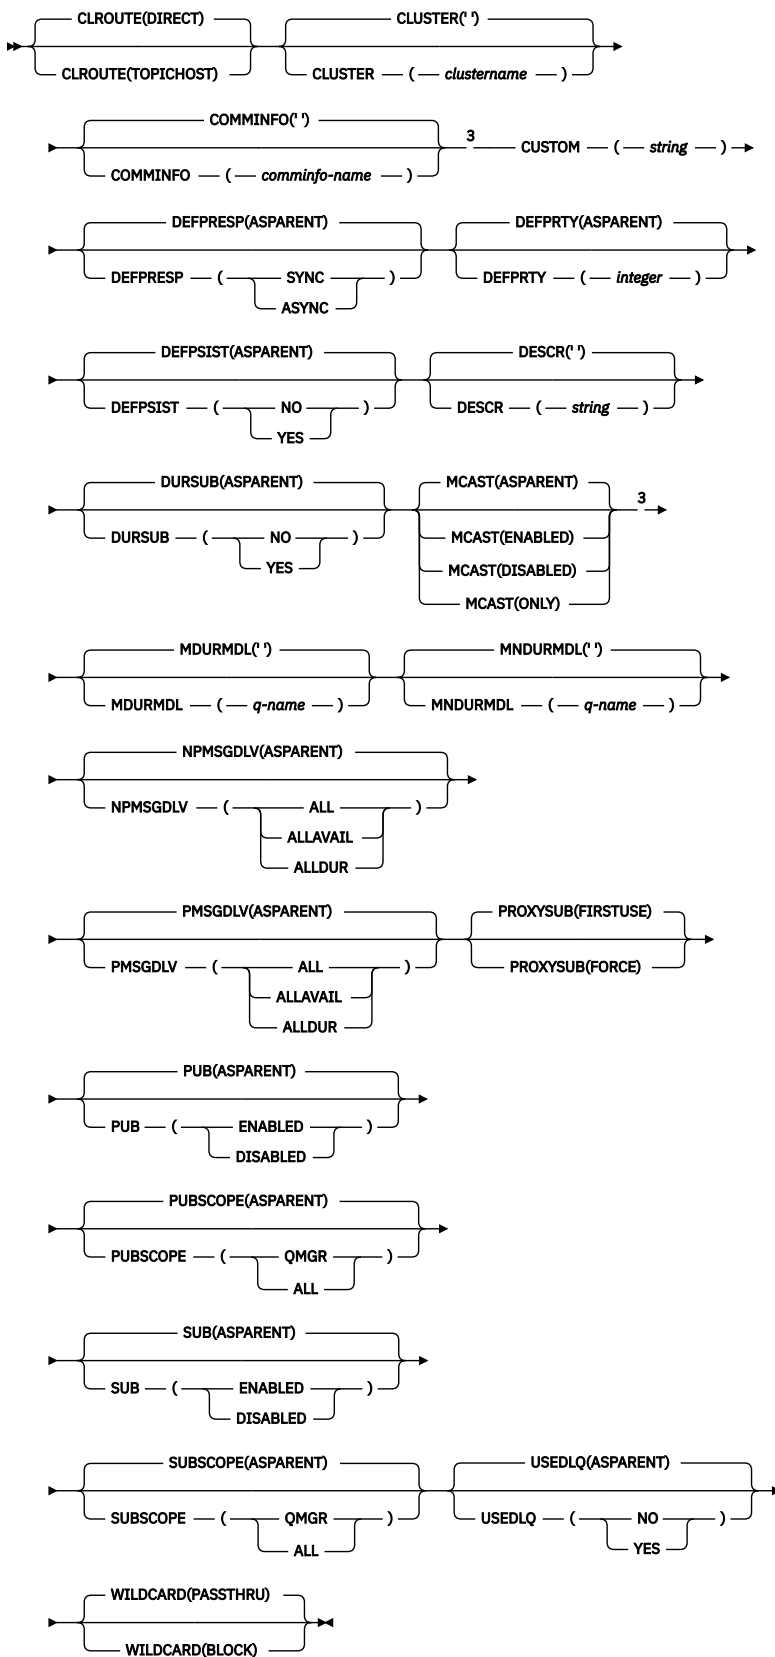 CLROUTE(DIRECT) CLUSTER(' ')
CLROUTE(TOPICHOST) CLUSTER ( clustername )
COMMINFO(' ') 3 CUSTOM ( string )
COMMINFO ( comminfo-name )
DEFPRESP(ASPARENT) DEFPRTY(ASPARENT)
DEFPRESP ( SYNC ) DEFPRTY ( integer )
ASYNC
DEFPSIST(ASPARENT) DESCR(' ')
DEFPSIST ( NO ) DESCR ( string )
YES
DURSUB(ASPARENT) MCAST(ASPARENT) 3
DURSUB ( NO ) MCAST(ENABLED)
YES MCAST(DISABLED)
MCAST(ONLY)
MDURMDL(' ') MNDURMDL(' ')
MDURMDL ( q-name ) MNDURMDL ( q-name )
NPMSGDLV(ASPARENT)
NPMSGDLV ( ALL )
ALLAVAIL
ALLDUR
PMSGDLV(ASPARENT) PROXYSUB(FIRSTUSE)
PMSGDLV ( ALL ) PROXYSUB(FORCE)
ALLAVAIL
ALLDUR
PUB(ASPARENT)
PUB ( ENABLED )
DISABLED
PUBSCOPE(ASPARENT)
PUBSCOPE ( QMGR )
ALL
SUB(ASPARENT)
SUB ( ENABLED )
DISABLED
SUBSCOPE(ASPARENT) USEDLQ(ASPARENT)
SUBSCOPE ( QMGR ) USEDLQ ( NO )
ALL YES
WILDCARD(PASSTHRU)
WILDCARD(BLOCK)